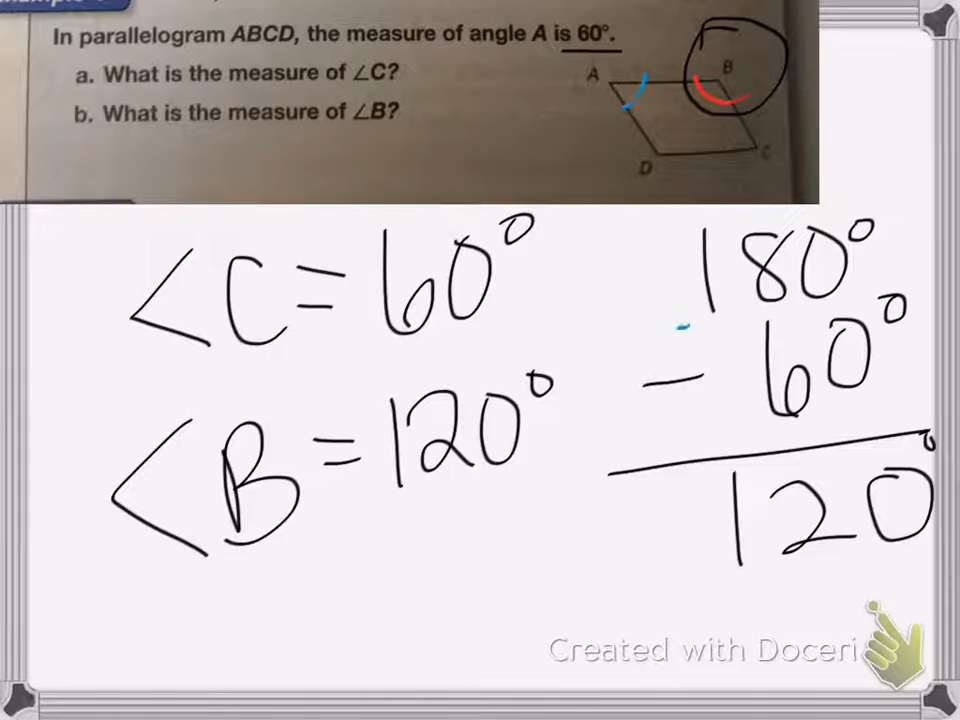 In parallelogram ABCD, the measure of angle A is 60°.
a. What is the measure of ∠C?
b. What is the measure of ∠B?
A
B
D
C
<C = 60°
180°
- 60°
<B = 120°
120°
Created with Doceri